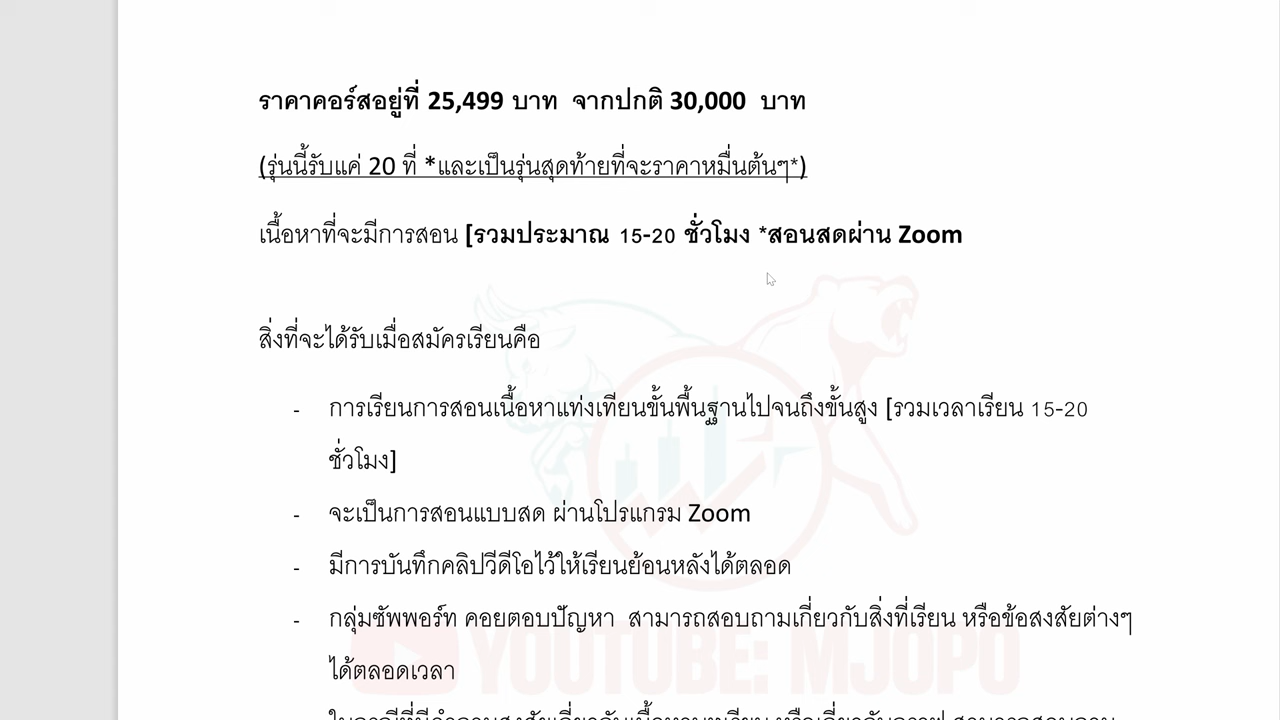 ราคาคอร์สอยู่ที่ 25,499 บาท จากปกติ 30,000 บาท
(รุ่นนี้รับแค่ 20 ที่ *และเป็นรุ่นสุดท้ายที่จะราคาหมื่นต้นๆ*)
เนื้อหาที่จะมีการสอน [รวมประมาณ 15-20 ชั่วโมง *สอนสดผ่าน Zoom
สิ่งที่จะได้รับเมื่อสมัครเรียนคือ
- การเรียนการสอนเนื้อหาแท่งเทียนขั้นพื้นฐานไปจนถึงขั้นสูง [รวมเวลาเรียน 15-20
ชั่วโมง]
- จะเป็นการสอนแบบสด ผ่านโปรแกรม Zoom
- มีการบันทึกคลิปวีดีโอไว้ให้เรียนย้อนหลังได้ตลอด
- กลุ่มซัพพอร์ท คอยตอบปัญหา สามารถสอบถามเกี่ยวกับสิ่งที่เรียน หรือข้อสงสัยต่างๆ
ได้ตลอดเวลา
YOUTUBE: MJOPO